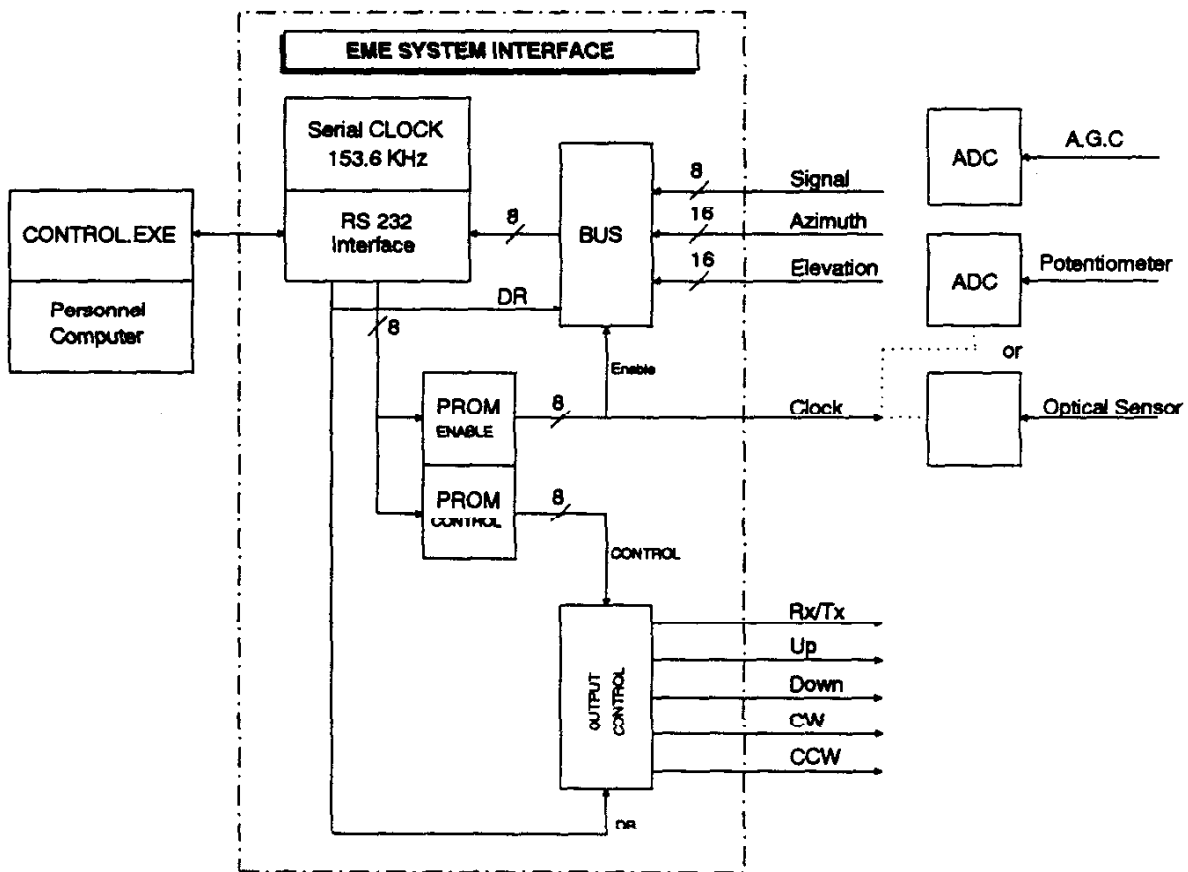 EME SYSTEM INTERFACE
Serial CLOCK
153.6 KHz
RS 232
Interface
CONTROL.EXE
Personnel
Computer
8
BUS
8
Signal
16
Azimuth
16
Elevation
ADC
A.G.C
ADC
Potentiometer
or
Optical Sensor
DR
8
Enable
PROM
ENABLE
8
Clock
PROM
CONTROL
8
CONTROL
OUTPUT
CONTROL
Rx/Tx
Up
Down
CW
CCW
DR